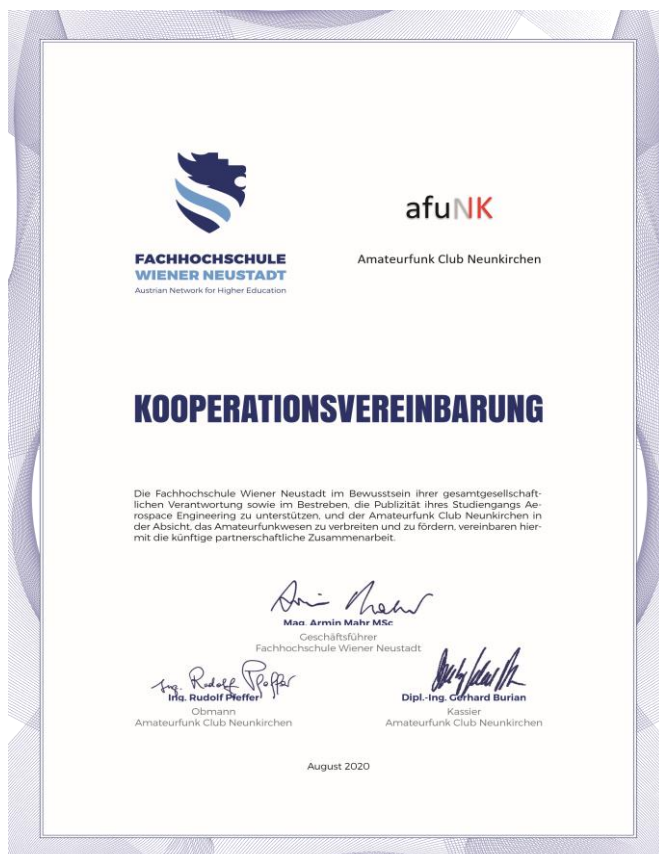 FACHHOCHSCHULE
WIENER NEUSTADT
Austrian Network for Higher Education
afuNK
Amateurfunk Club Neunkirchen
KOOPERATIONSVEREINBARUNG
Die Fachhochschule Wiener Neustadt im Bewusstsein ihrer gesamtgesellschaft-
lichen Verantwortung sowie im Bestreben, die Publizität ihres Studiengangs Ae-
rospace Engineering zu unterstützen, und der Amateurfunk Club Neunkirchen in
der Absicht, das Amateurfunkwesen zu verbreiten und zu fördern, vereinbaren hier-
mit die künftige partnerschaftliche Zusammenarbeit.
Mag. Armin Mahr MSc
Geschäftsführer
Fachhochschule Wiener Neustadt
Ing. Rudolf Pfeffer
Ing. Rudolf Pfeffer
Obmann
Amateurfunk Club Neunkirchen
Dipl.-Ing. Gerhard Burian
Kassier
Amateurfunk Club Neunkirchen
August 2020